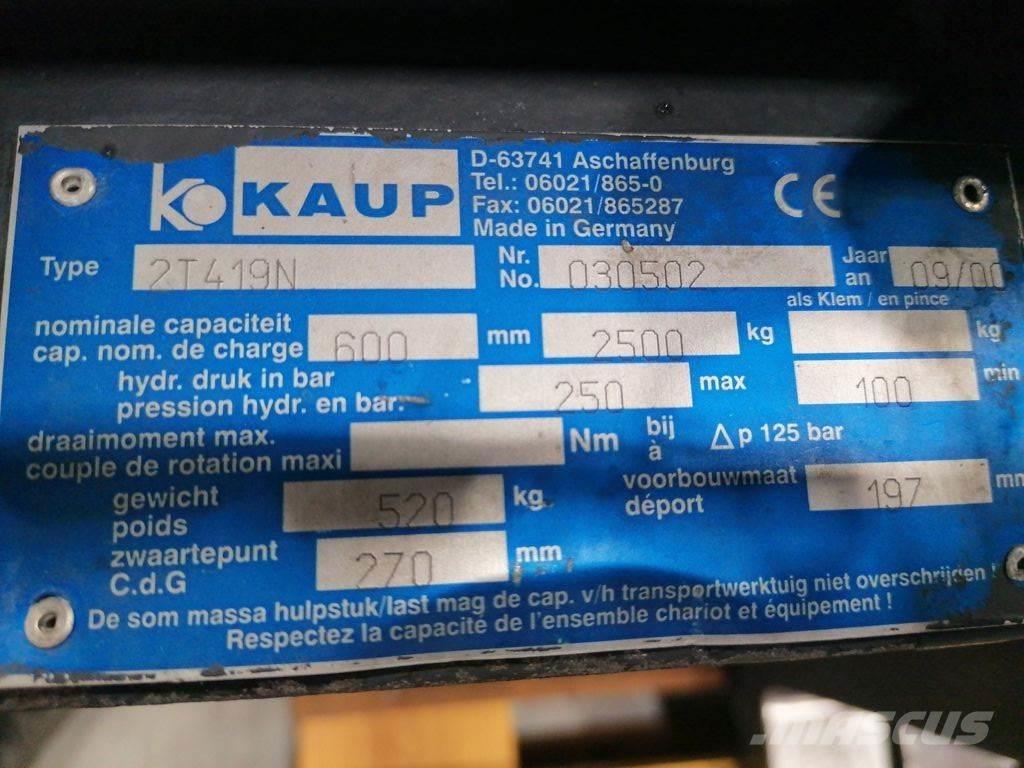 KAUP
D-63741 Aschaffenburg
Tel.: 06021/865-0
Fax: 06021/865287
Made in Germany
CE
Type 2T419N Nr. No. 030502 Jaar an 09/00
als Klem / en pince
nominale capaciteit
cap. nom. de charge 600 mm 2500 kg kg
hydr. druk in bar
pression hydr. en bar. 250 max 100 min
draaimoment max.
couple de rotation maxi Nm bij à Δp 125 bar
gewicht
poids 520 kg voorbouwmaat
déport 197 mm
zwaartepunt
C.d.G 270 mm
De som massa hulpstuk/last mag de cap. v/h transportwerktuig niet overschrijden !
Respectez la capacité de l'ensemble chariot et équipement !
MASCUS